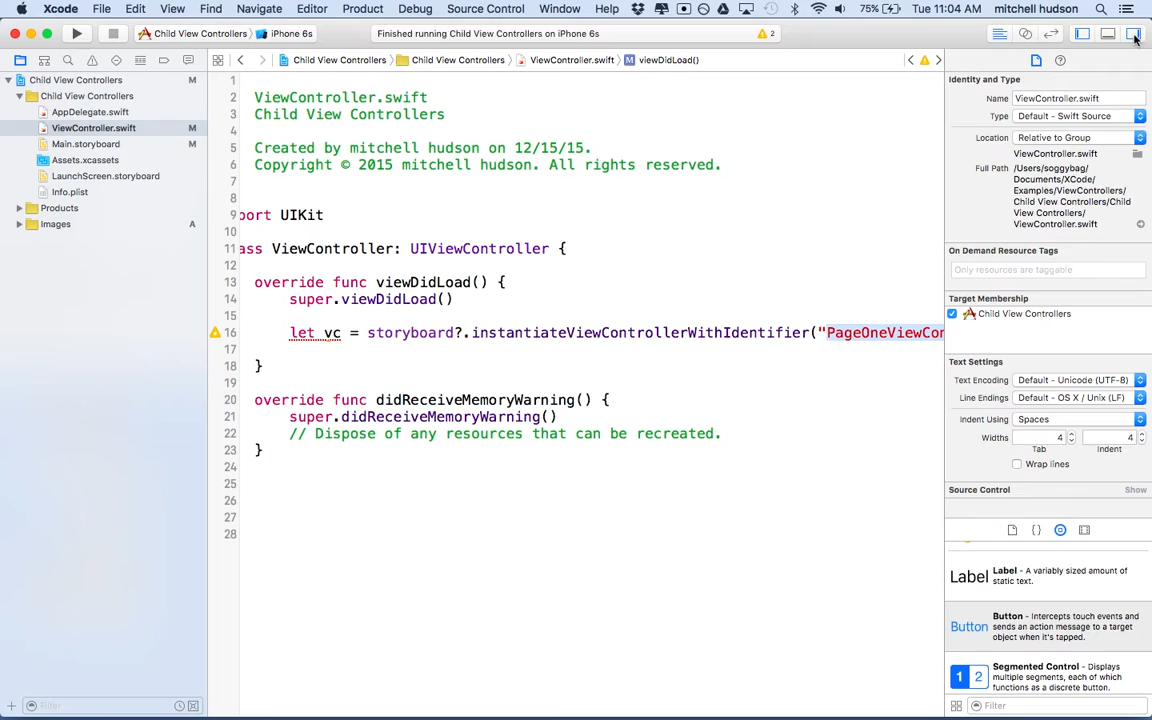 Xcode File Edit View Find Navigate Editor Product Debug Source Control Window Help 75% Tue 11:04 AM mitchell hudson
Child View Controllers iPhone 6s Finished running Child View Controllers on iPhone 6s 2
Child View Controllers Child View Controllers ViewController.swift M viewDidLoad()
Child View Controllers
Child View Controllers
AppDelegate.swift
ViewController.swift M
Main.storyboard M
Assets.xcassets
LaunchScreen.storyboard
Info.plist
Products
Images A
Filter
1
2 ViewController.swift
3 Child View Controllers
4
5 Created by mitchell hudson on 12/15/15.
6 Copyright © 2015 mitchell hudson. All rights reserved.
7
8
9 port UIKit
10
11 ass ViewController: UIViewController {
12
13 override func viewDidLoad() {
14 super.viewDidLoad()
15
16 let vc = storyboard?.instantiateViewControllerWithIdentifier("PageOneViewCon
17
18 }
19
20 override func didReceiveMemoryWarning() {
21 super.didReceiveMemoryWarning()
22 // Dispose of any resources that can be recreated.
23 }
24
25
26
27
28
Identity and Type
Name ViewController.swift
Type Default - Swift Source
Location Relative to Group
ViewController.swift
Full Path /Users/soggybag/
Documents/XCode/
Examples/ViewControllers/
Child View Controllers/Child
View Controllers/
ViewController.swift
On Demand Resource Tags
Only resources are taggable
Target Membership
Child View Controllers
Text Settings
Text Encoding Default - Unicode (UTF-8)
Line Endings Default - OS X / Unix (LF)
Indent Using Spaces
Widths 4 4
Tab Indent
Wrap lines
Source Control Show
{ }
Label Label - A variably sized amount of
static text.
Button Button - Intercepts touch events and
sends an action message to a target
object when it's tapped.
1 2 Segmented Control - Displays
multiple segments, each of which
functions as a discrete button.
Filter